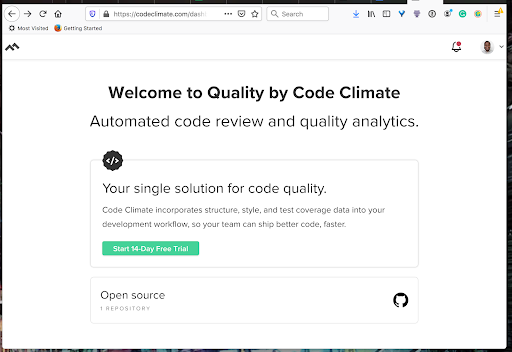 https://codeclimate.com/dash
Search
Most Visited
Getting Started
Welcome to Quality by Code Climate
Automated code review and quality analytics.
</>
Your single solution for code quality.
Code Climate incorporates structure, style, and test coverage data into your
development workflow, so your team can ship better code, faster.
Start 14-Day Free Trial
Open source
1 REPOSITORY